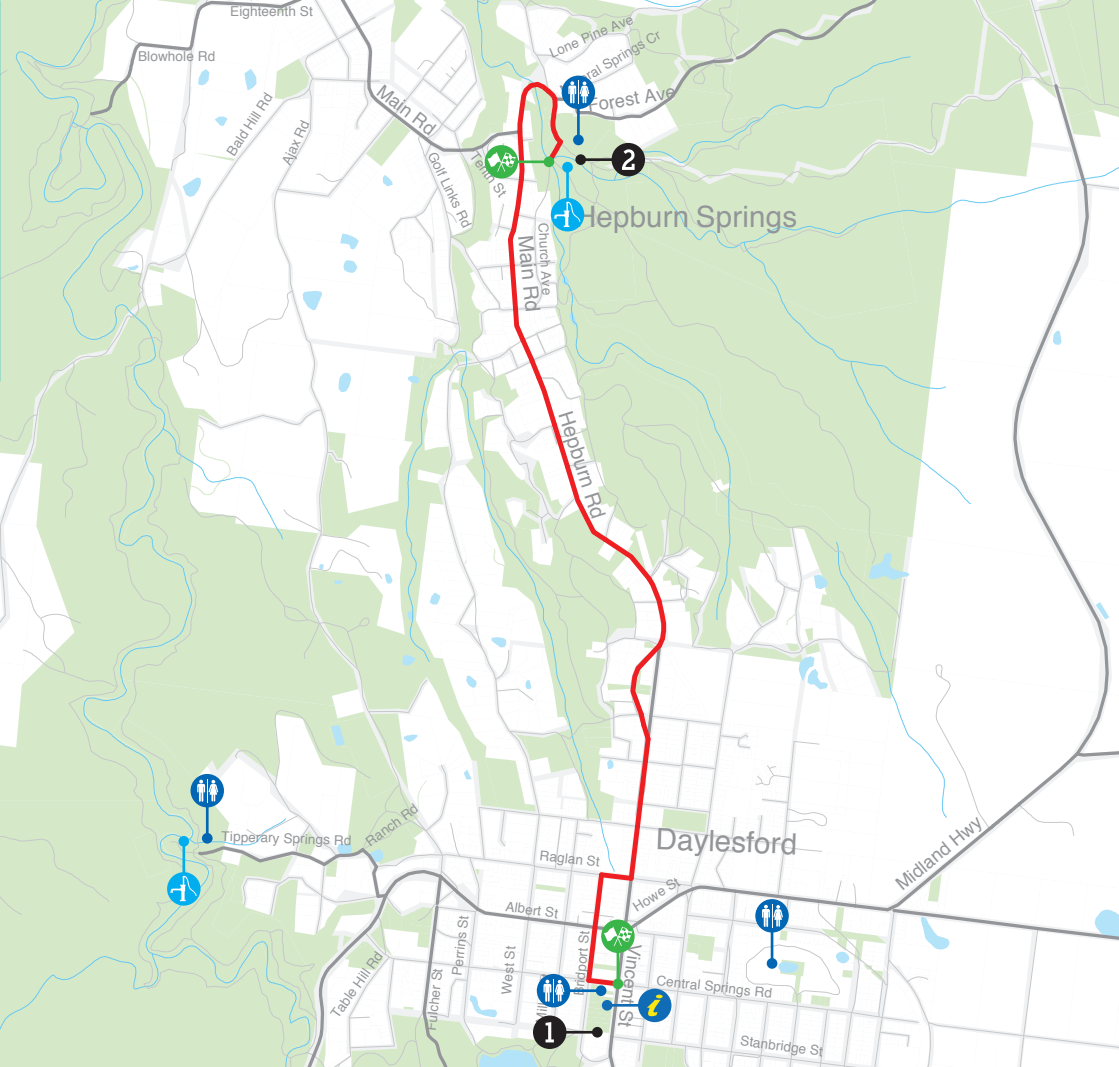 Eighteenth St
Blowhole Rd
Lone Pine Ave
ral Springs Cr
Forest Ave
Main Rd
Bald Hill Rd
Ajax Rd
Golf Links Rd
Tenth St
2
Hepburn Springs
Church Ave
Main Rd
Hepburn Rd
Tipperary Springs Rd
Ranch Rd
Daylesford
Midland Hwy
Raglan St
Howe St
Albert St
Perrins St
West St
Bridport St
Vincent St
Central Springs Rd
Table Hill Rd
Fulcher St
i
1
Stanbridge St